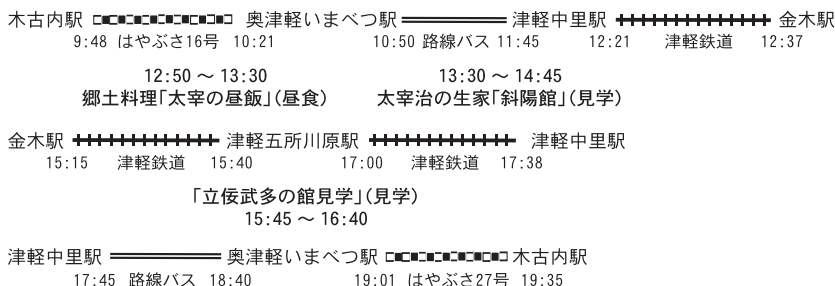 木古内駅 奥津軽いまべつ駅 津軽中里駅 金木駅
9:48 はやぶさ16号 10:21 10:50 路線バス 11:45 12:21 津軽鉄道 12:37
12:50 ～ 13:30 13:30 ～ 14:45
郷土料理「太宰の昼飯」(昼食) 太宰治の生家「斜陽館」(見学)
金木駅 津軽五所川原駅 津軽中里駅
15:15 津軽鉄道 15:40 17:00 津軽鉄道 17:38
「立佞武多の館見学」(見学)
15:45 ～ 16:40
津軽中里駅 奥津軽いまべつ駅 木古内駅
17:45 路線バス 18:40 19:01 はやぶさ27号 19:35